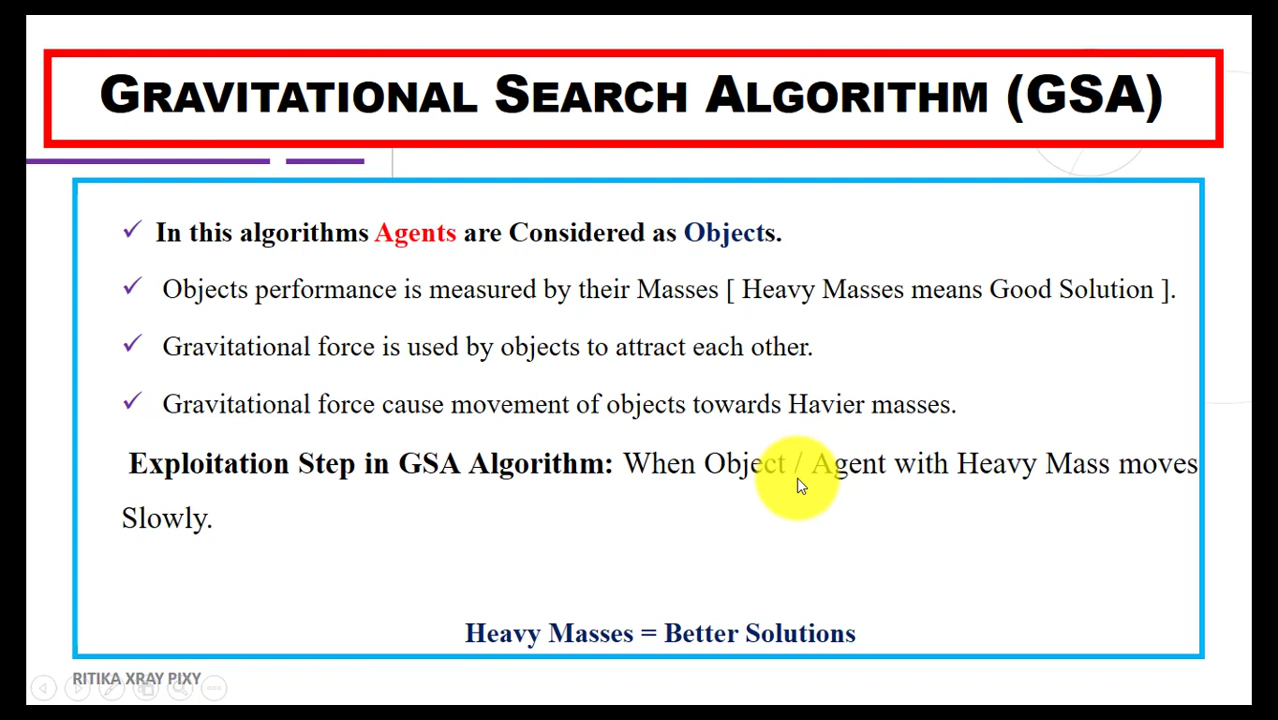 GRAVITATIONAL SEARCH ALGORITHM (GSA)
✓ In this algorithms Agents are Considered as Objects.
✓ Objects performance is measured by their Masses [ Heavy Masses means Good Solution ].
✓ Gravitational force is used by objects to attract each other.
✓ Gravitational force cause movement of objects towards Havier masses.
Exploitation Step in GSA Algorithm: When Object / Agent with Heavy Mass moves
Slowly.
Heavy Masses = Better Solutions
RITIKA XRAY PIXY